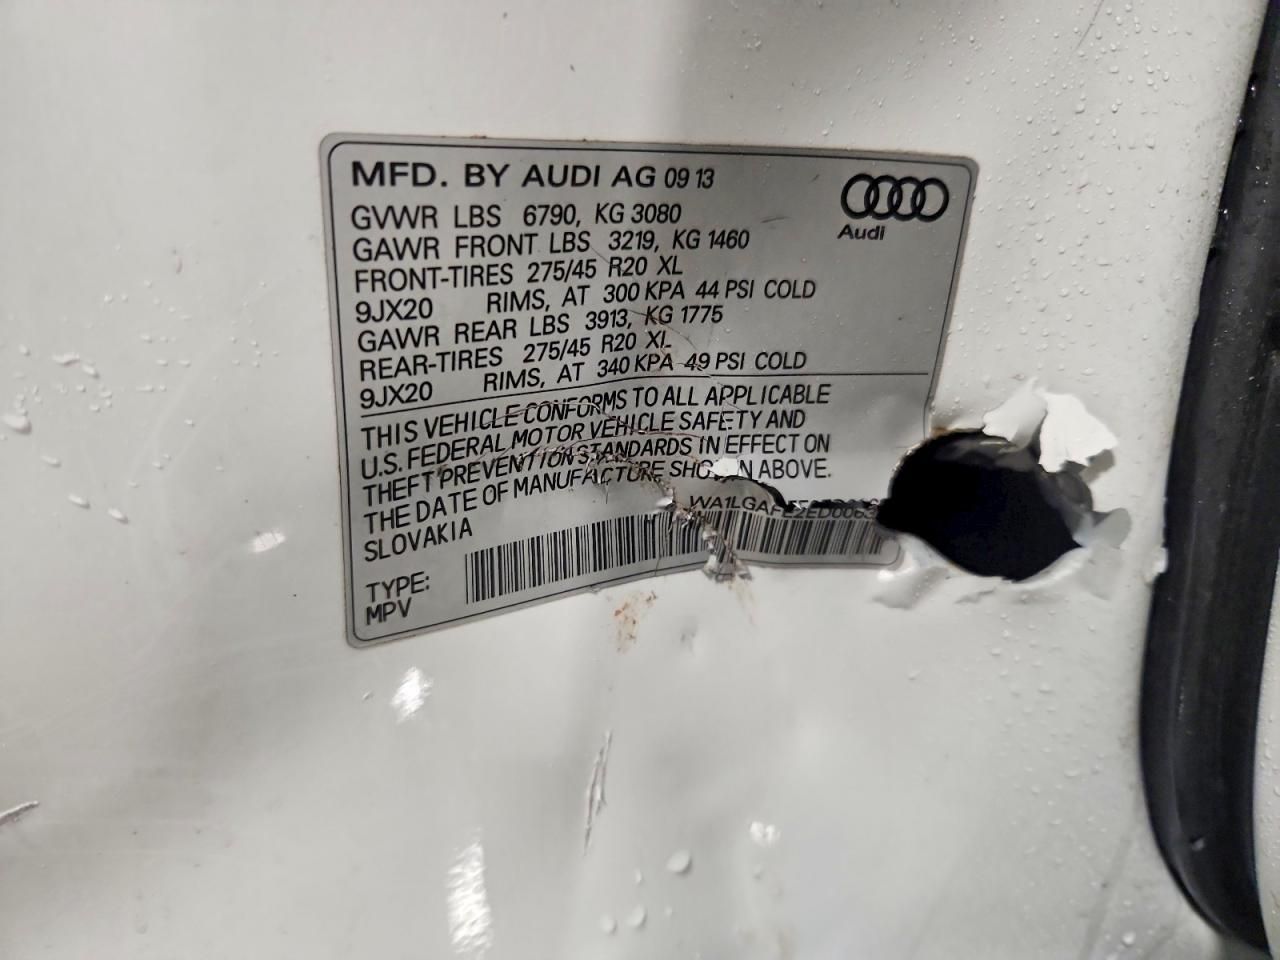 MFD. BY AUDI AG 09 13
Audi
GVWR LBS 6790, KG 3080
GAWR FRONT LBS 3219, KG 1460
FRONT-TIRES 275/45 R20 XL
9JX20 RIMS, AT 300 KPA 44 PSI COLD
GAWR REAR LBS 3913, KG 1775
REAR-TIRES 275/45 R20 XL
9JX20 RIMS, AT 340 KPA 49 PSI COLD
THIS VEHICLE CONFORMS TO ALL APPLICABLE
U.S. FEDERAL MOTOR VEHICLE SAFETY AND
THEFT PREVENTION STANDARDS IN EFFECT ON
THE DATE OF MANUFACTURE SHOWN ABOVE.
SLOVAKIA
TYPE:
MPV